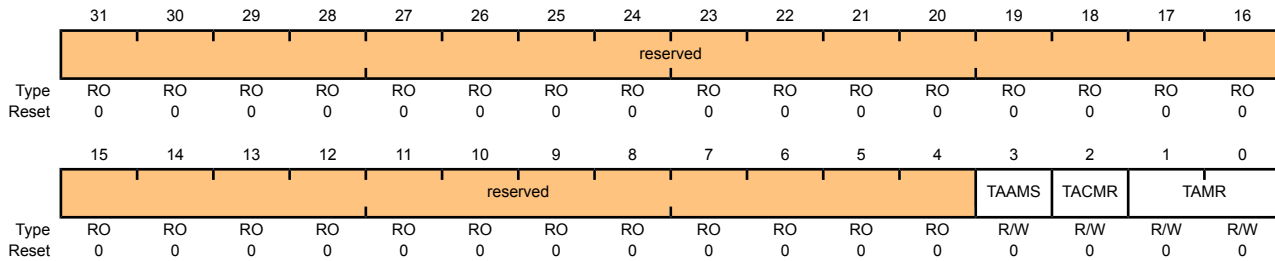 31 30 29 28 27 26 25 24 23 22 21 20 19 18 17 16
reserved
Type RO RO RO RO RO RO RO RO RO RO RO RO RO RO RO RO
Reset 0 0 0 0 0 0 0 0 0 0 0 0 0 0 0 0
15 14 13 12 11 10 9 8 7 6 5 4 3 2 1 0
reserved TAAMS TACMR TAMR
Type RO RO RO RO RO RO RO RO RO RO RO RO R/W R/W R/W R/W
Reset 0 0 0 0 0 0 0 0 0 0 0 0 0 0 0 0